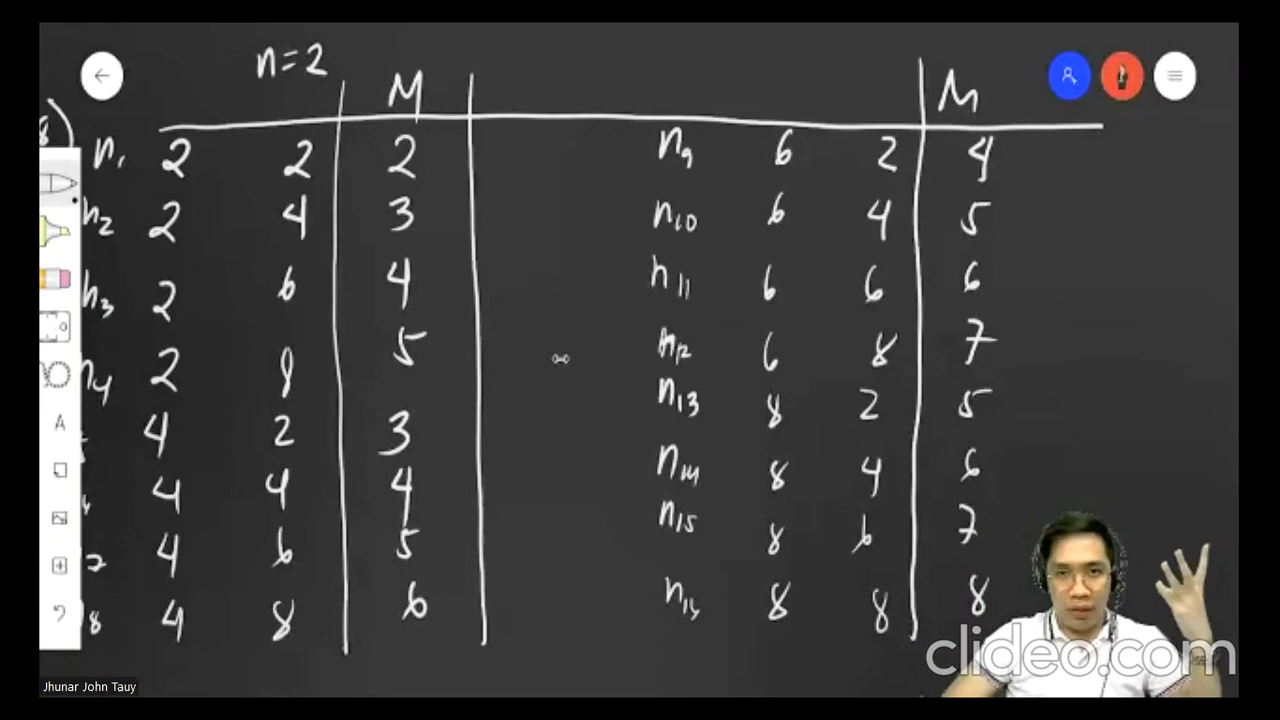 n=2
M M
8)
n₁ 2 2 2 n₉ 6 2 4
n₂ 2 4 3 n₁₀ 6 4 5
n₃ 2 6 4 n₁₁ 6 6 6
n₄ 2 8 5 n₁₂ 6 8 7
4 2 3 n₁₃ 8 2 5
4 4 4 n₁₄ 8 4 6
7 4 6 5 n₁₅ 8 6 7
8 4 8 6 n₁₆ 8 8 8
A
clideo.com
Jhunar John Tauy